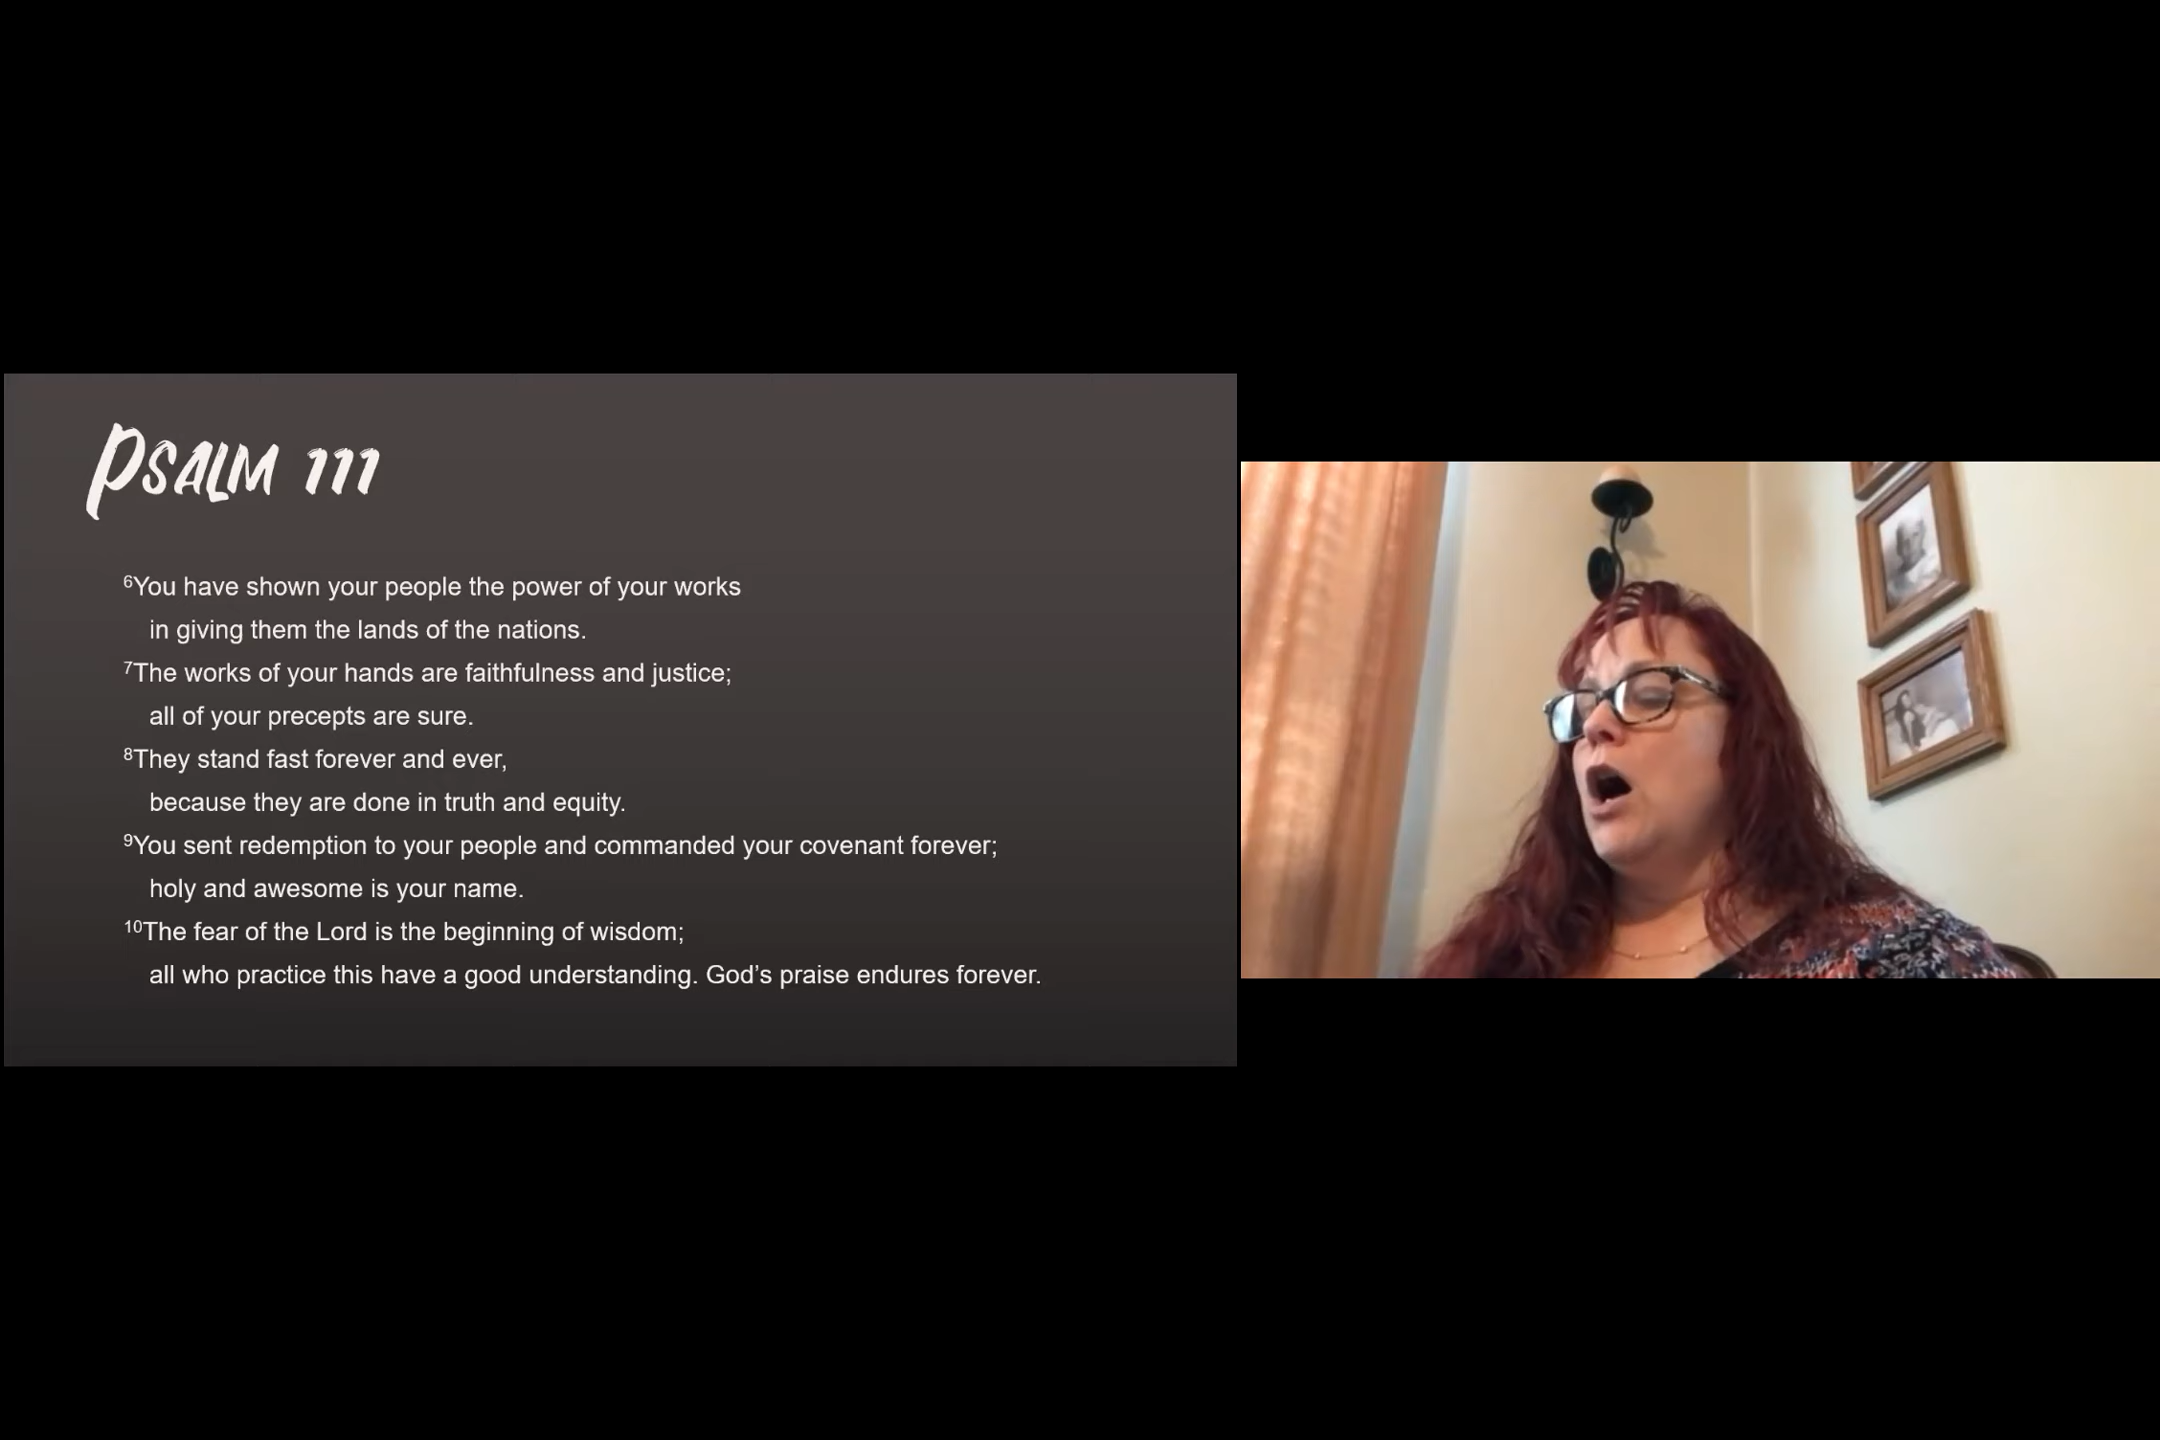 Psalm 111
⁶You have shown your people the power of your works
in giving them the lands of the nations.
⁷The works of your hands are faithfulness and justice;
all of your precepts are sure.
⁸They stand fast forever and ever,
because they are done in truth and equity.
⁹You sent redemption to your people and commanded your covenant forever;
holy and awesome is your name.
¹⁰The fear of the Lord is the beginning of wisdom;
all who practice this have a good understanding. God’s praise endures forever.